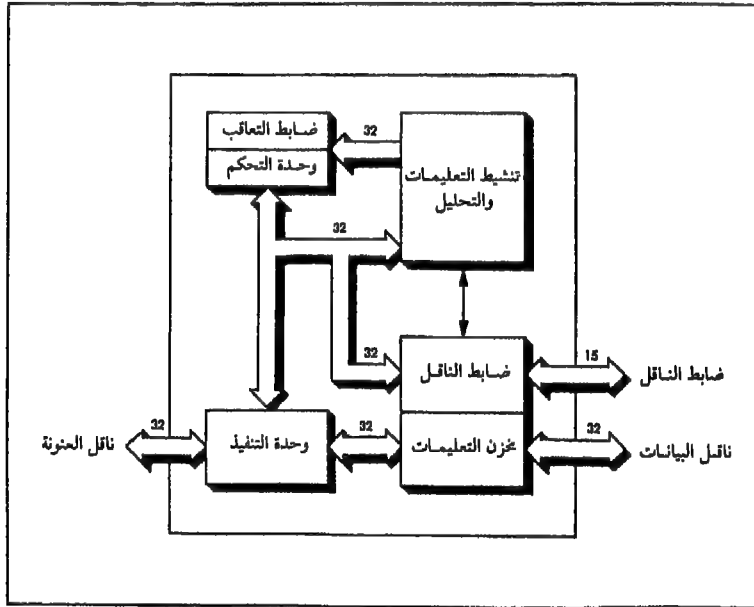 ضابط التعاقب
وحدة التحكم
32
تنشيط التعليمات
والتحليل
32
32
ضابط الناقل
15
ضابط الناقل
ناقل العنونة
32
وحدة التنفيذ
32
مخزن التعليمات
32
ناقل البيانات